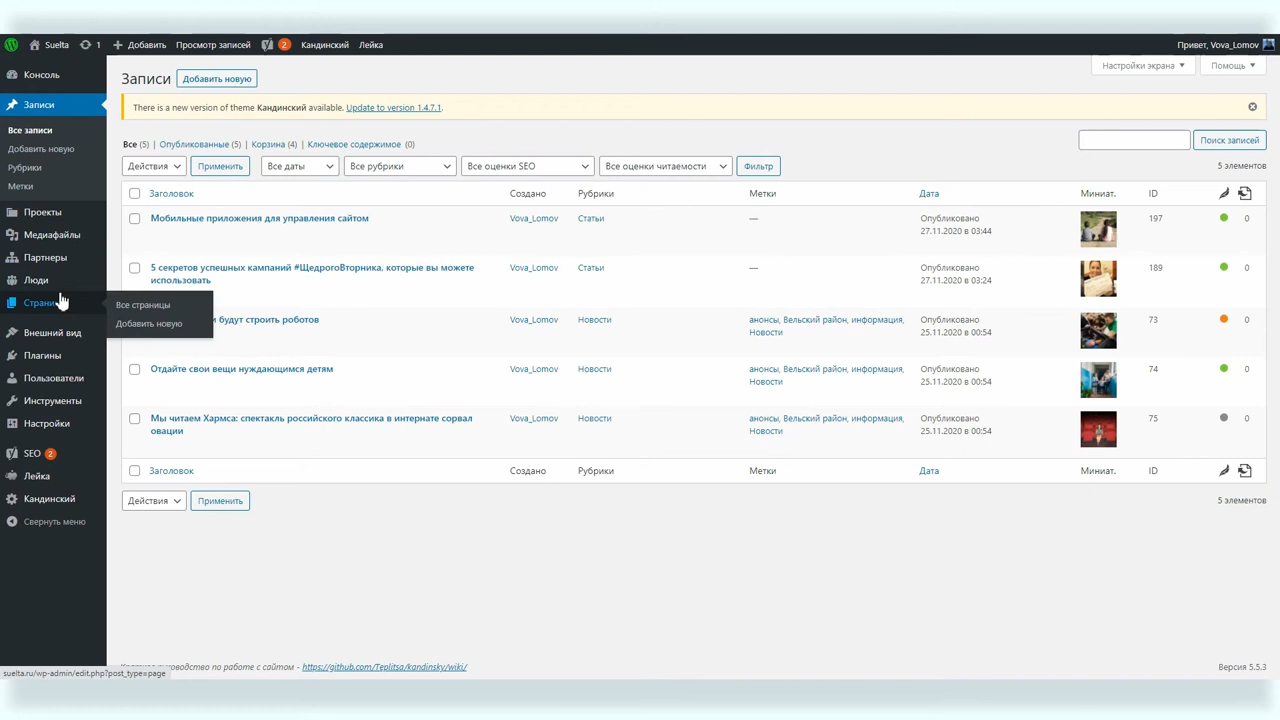 Suelta 1 Добавить Просмотр записей 2 Кандинский Лейка Привет, Vova_Lomov
Консоль
Записи
Все записи
Добавить новую
Рубрики
Метки
Проекты
Медиафайлы
Партнеры
Люди
Все страницы
Добавить новую
Внешний вид
Плагины
Пользователи
Инструменты
Настройки
SEO 2
Лейка
Кандинский
Свернуть меню
Записи Добавить новую Настройки экрана Помощь
There is a new version of theme Кандинский available. Update to version 1.4.7.1.
Все (5) | Опубликованные (5) | Корзина (4) | Ключевое содержимое (0) Поиск записей
Действия Применить Все даты Все рубрики Все оценки SEO Все оценки читаемости Фильтр 5 элементов
Заголовок Создано Рубрики Метки Дата Миниат. ID
Мобильные приложения для управления сайтом Vova_Lomov Статьи — Опубликовано 197 0
27.11.2020 в 03:44
5 секретов успешных кампаний #ЩедрогоВторника, которые вы можете Vova_Lomov Статьи — Опубликовано 189 0
использовать 27.11.2020 в 03:24
будут строить роботов Vova_Lomov Новости анонсы, Вельский район, информация, Опубликовано 73 0
Новости 25.11.2020 в 00:54
Отдайте свои вещи нуждающимся детям Vova_Lomov Новости анонсы, Вельский район, информация, Опубликовано 74 0
Новости 25.11.2020 в 00:54
Мы читаем Хармса: спектакль российского классика в интернете сорвал Vova_Lomov Новости анонсы, Вельский район, информация, Опубликовано 75 0
овации Новости 25.11.2020 в 00:54
Заголовок Создано Рубрики Метки Дата Миниат. ID
Действия Применить 5 элементов
руководство по работе с сайтом - https://github.com/Teplitsa/kandinsky/wiki/ Версия 5.5.3
suelta.ru/wp-admin/edit.php?post_type=page